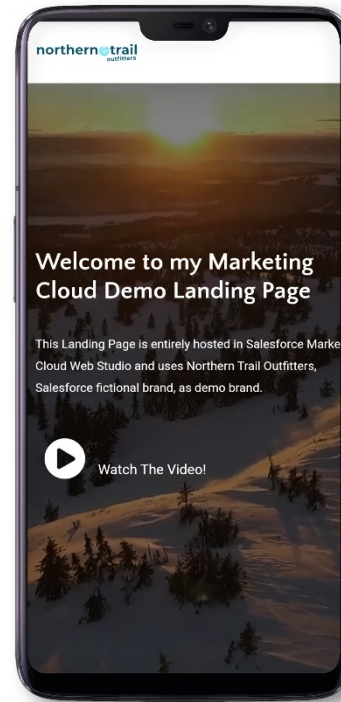 northern trail
outfitters
Welcome to my Marketing
Cloud Demo Landing Page
This Landing Page is entirely hosted in Salesforce Marke
Cloud Web Studio and uses Northern Trail Outfitters,
Salesforce fictional brand, as demo brand.
Watch The Video!